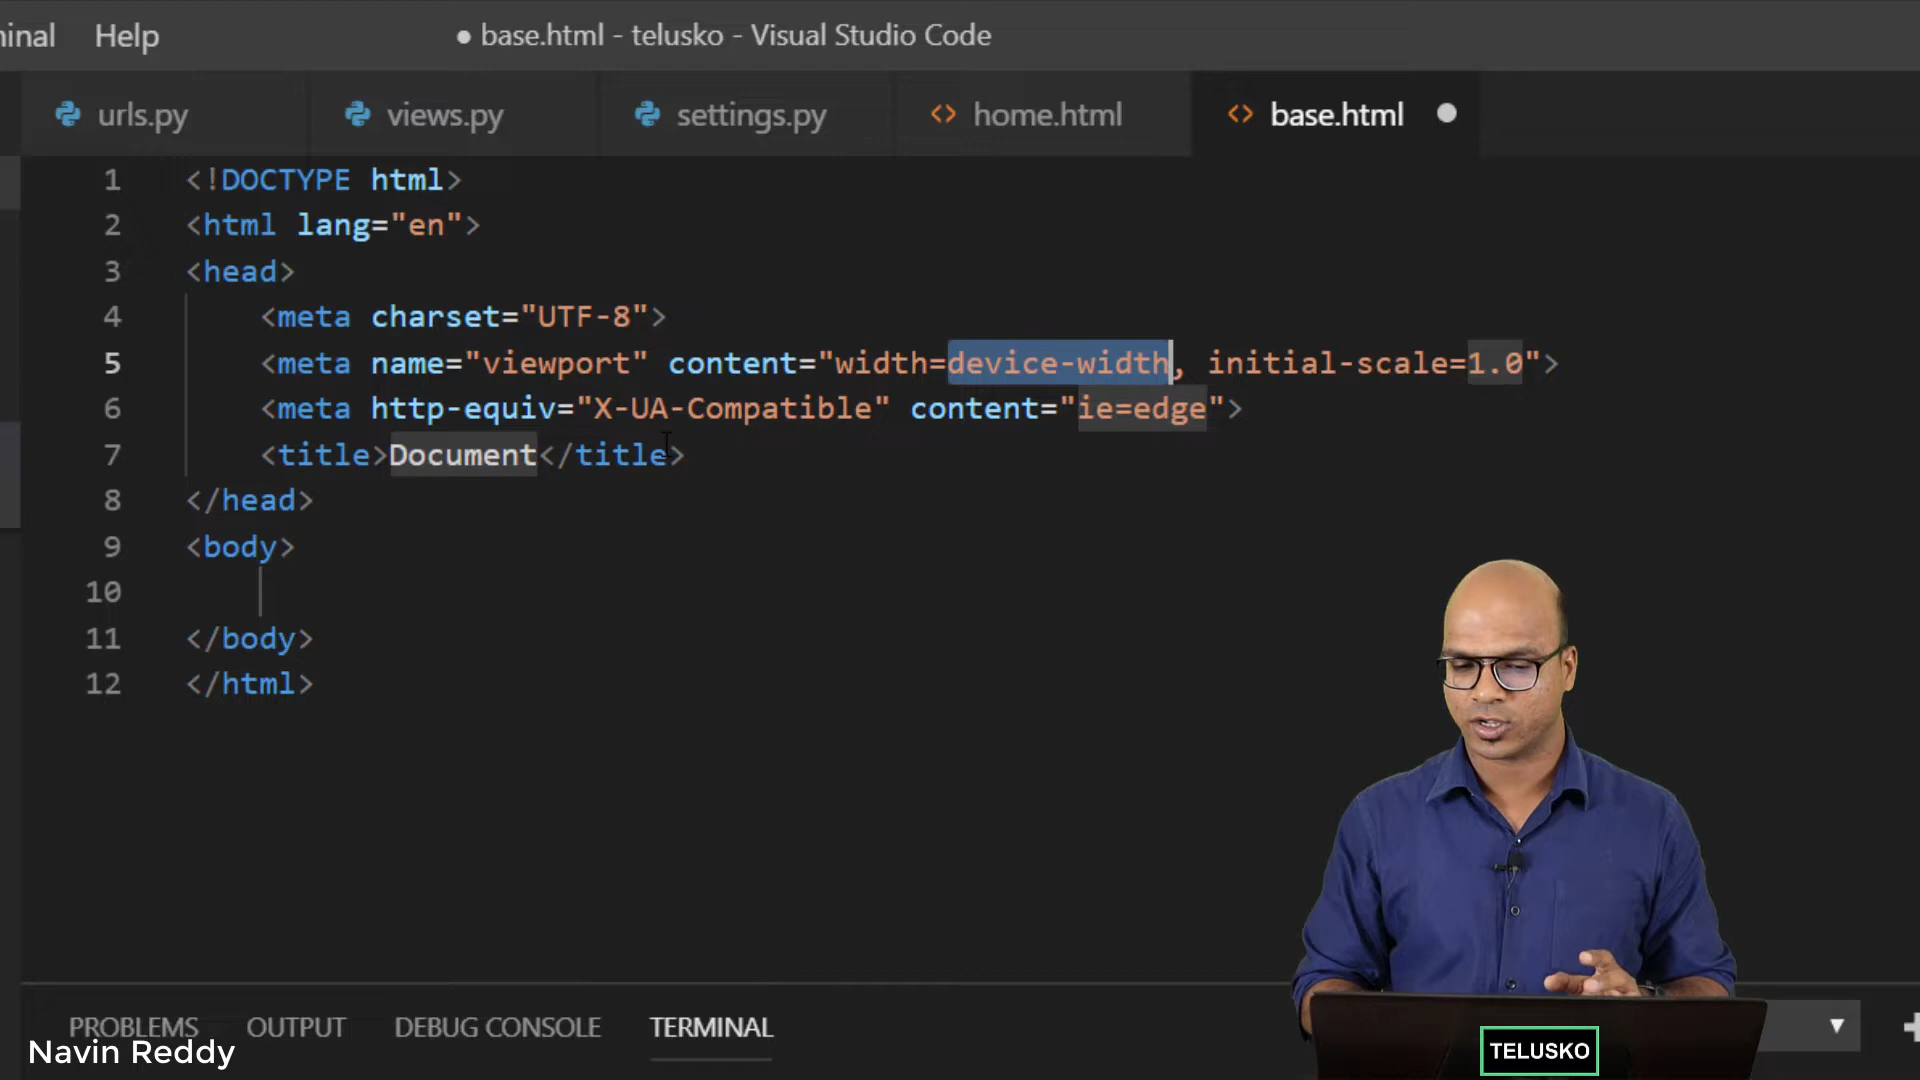 ninal Help ● base.html - telusko - Visual Studio Code
urls.py views.py settings.py <> home.html <> base.html ●
1 <!DOCTYPE html>
2 <html lang="en">
3 <head>
4 <meta charset="UTF-8">
5 <meta name="viewport" content="width=device-width, initial-scale=1.0">
6 <meta http-equiv="X-UA-Compatible" content="ie=edge">
7 <title>Document</title>
8 </head>
9 <body>
10
11 </body>
12 </html>
PROBLEMS OUTPUT DEBUG CONSOLE TERMINAL
Navin Reddy
TELUSKO